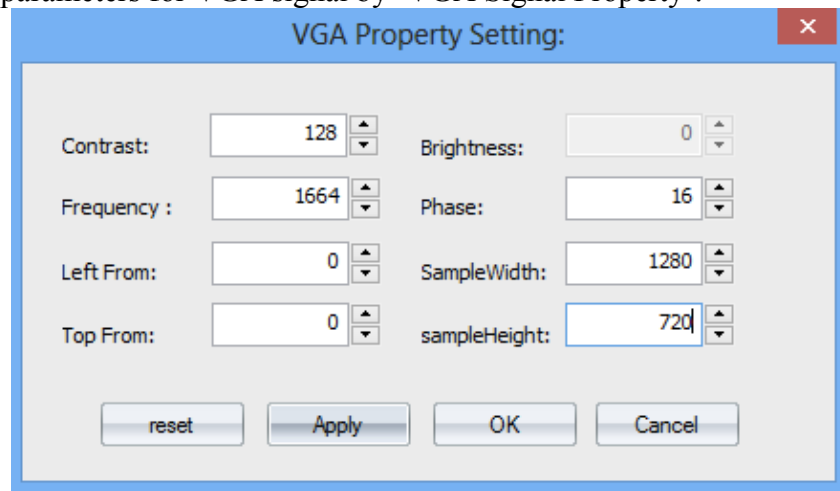 parameters for VGA signal by "VGA Signal Property".
VGA Property Setting:
Contrast: 128 Brightness: 0
Frequency : 1664 Phase: 16
Left From: 0 SampleWidth: 1280
Top From: 0 sampleHeight: 720
reset Apply OK Cancel